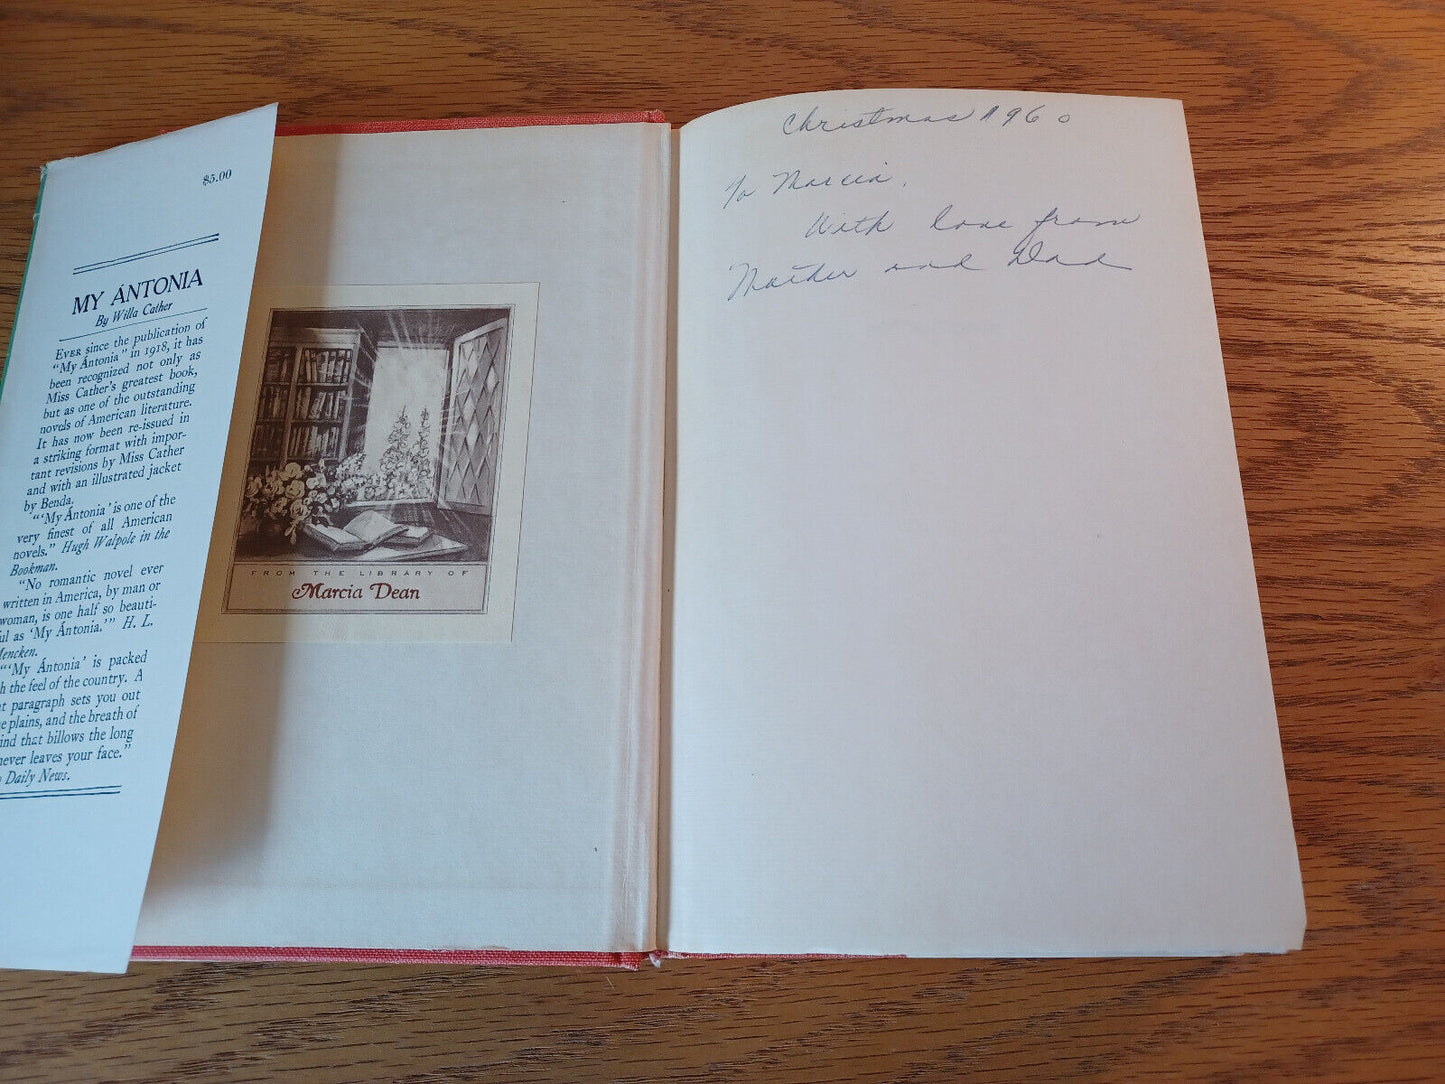 $5.00
MY ÁNTONIA
By Willa Cather
EVER since the publication of
"My Ántonia" in 1918, it has
been recognized not only as
Miss Cather's greatest book,
but as one of the outstanding
novels of American literature.
It has now been re-issued in
a striking format with impor-
tant revisions by Miss Cather
and with an illustrated jacket
by Benda.
"'My Ántonia' is one of the
very finest of all American
novels." Hugh Walpole in the
Bookman.
"No romantic novel ever
written in America, by man or
woman, is one half so beauti-
ful as 'My Ántonia.'" H. L.
Mencken.
"'My Ántonia' is packed
the feel of the country. A
paragraph sets you out
plains, and the breath of
that billows the long
never leaves your face."
Daily News.
FROM THE LIBRARY OF
Marcia Dean
Christmas 1960
To Marcia,
With love from
Mother and Dad